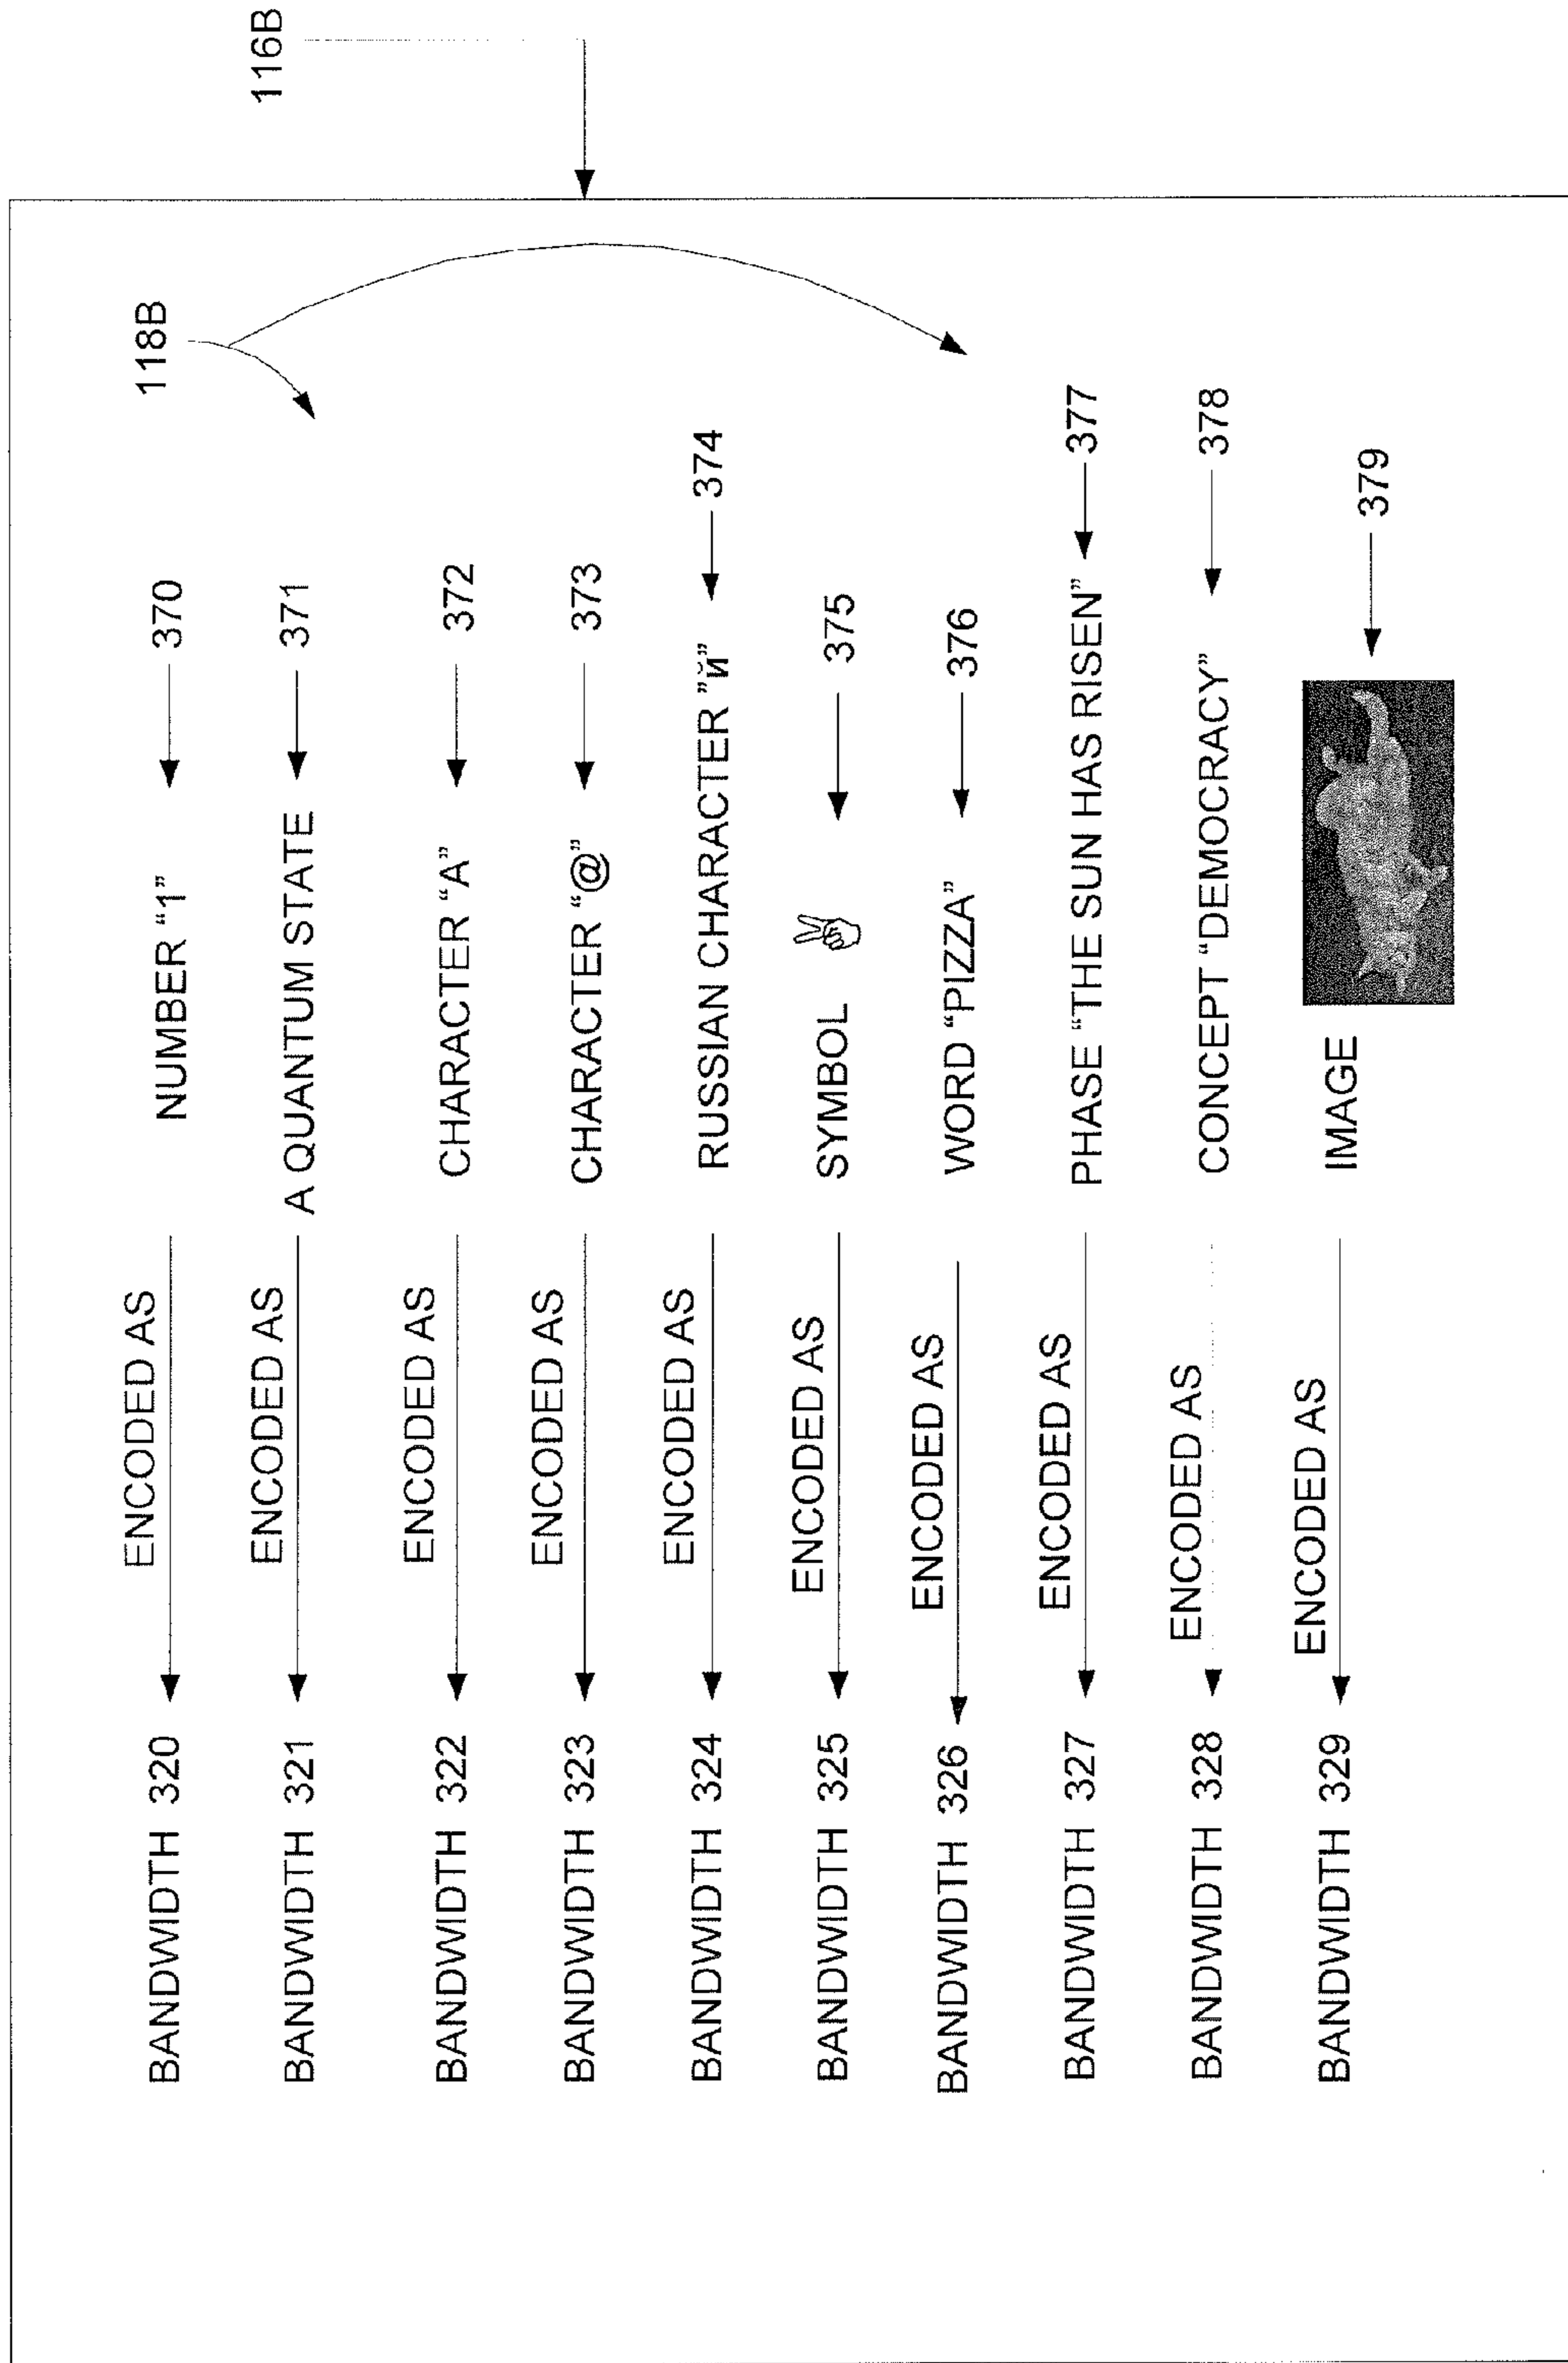 116B
118B
BANDWIDTH 320 ENCODED AS NUMBER “1” 370
BANDWIDTH 321 ENCODED AS A QUANTUM STATE 371
BANDWIDTH 322 ENCODED AS CHARACTER “A” 372
BANDWIDTH 323 ENCODED AS CHARACTER “@” 373
BANDWIDTH 324 ENCODED AS RUSSIAN CHARACTER ”й” 374
BANDWIDTH 325 ENCODED AS SYMBOL ✌ 375
BANDWIDTH 326 ENCODED AS WORD “PIZZA” 376
BANDWIDTH 327 ENCODED AS PHASE “THE SUN HAS RISEN” 377
BANDWIDTH 328 ENCODED AS CONCEPT “DEMOCRACY” 378
BANDWIDTH 329 ENCODED AS IMAGE 379